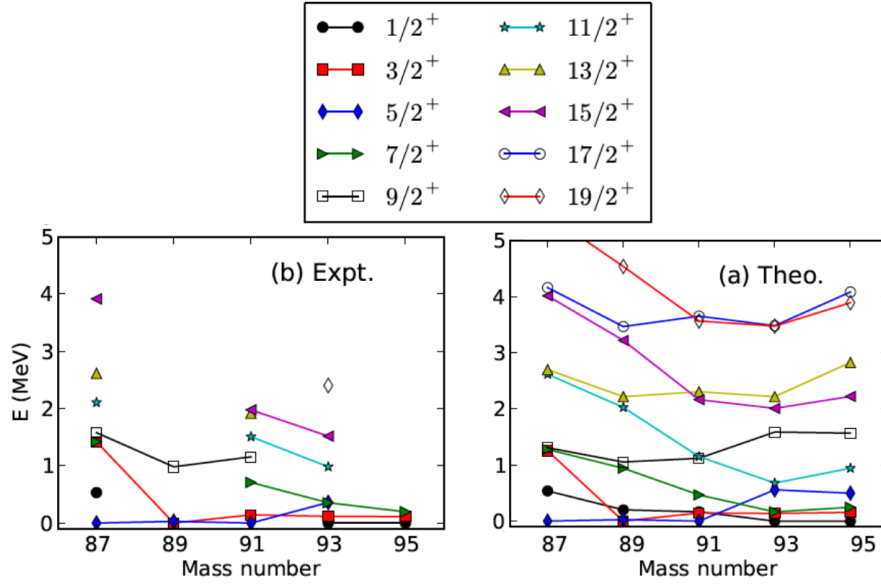 1/2⁺ 11/2⁺
3/2⁺ 13/2⁺
5/2⁺ 15/2⁺
7/2⁺ 17/2⁺
9/2⁺ 19/2⁺
(b) Expt.
5
4
3
2
1
0
E (MeV)
87 89 91 93 95
Mass number
(a) Theo.
5
4
3
2
1
0
87 89 91 93 95
Mass number